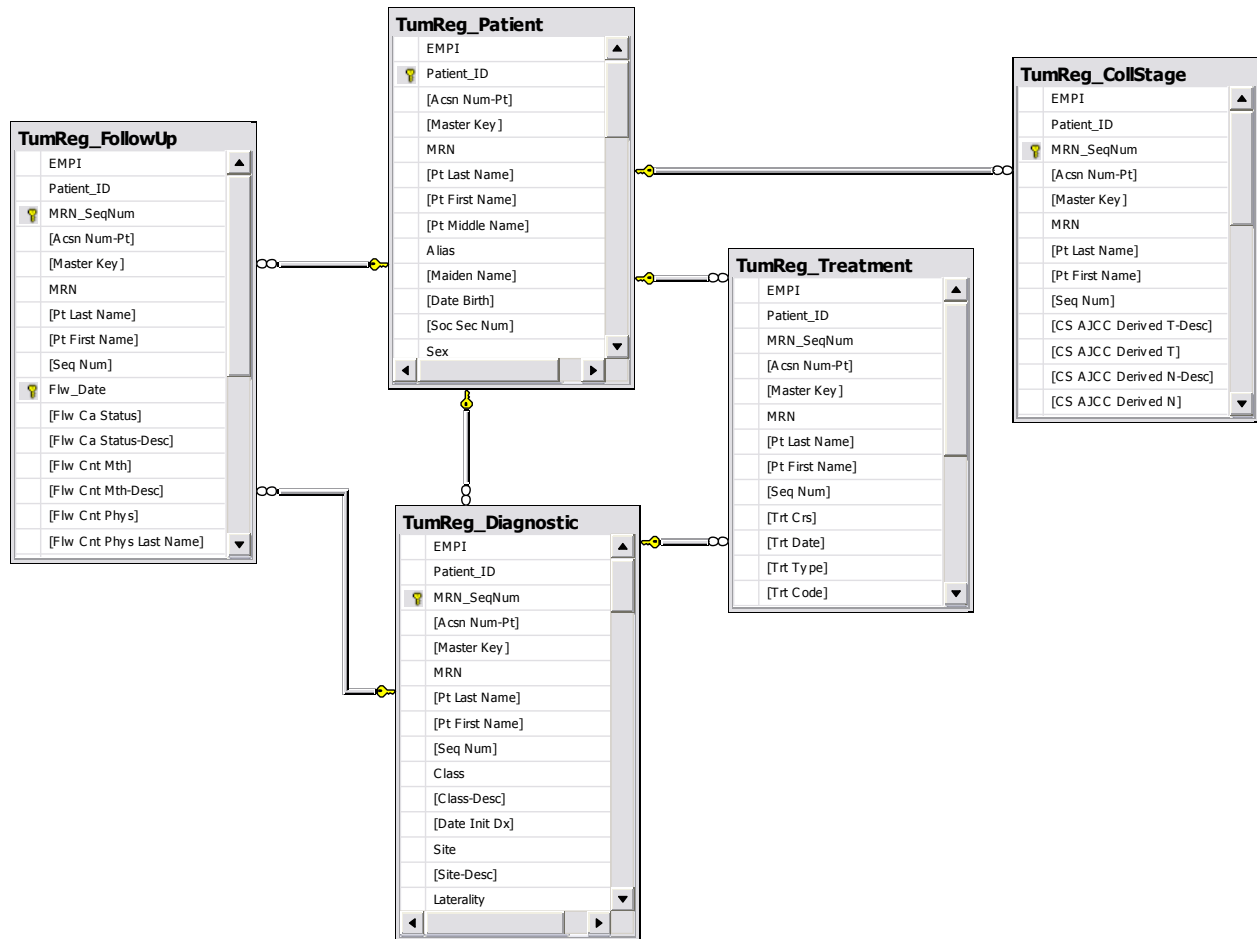 TumReg_Patient
EMPI
Patient_ID
[Acsn Num-Pt]
[Master Key]
MRN
[Pt Last Name]
[Pt First Name]
[Pt Middle Name]
Alias
[Maiden Name]
[Date Birth]
[Soc Sec Num]
Sex
TumReg_CollStage
EMPI
Patient_ID
MRN_SeqNum
[Acsn Num-Pt]
[Master Key]
MRN
[Pt Last Name]
[Pt First Name]
[Seq Num]
[CS AJCC Derived T-Desc]
[CS AJCC Derived T]
[CS AJCC Derived N-Desc]
[CS AJCC Derived N]
TumReg_FollowUp
EMPI
Patient_ID
MRN_SeqNum
[Acsn Num-Pt]
[Master Key]
MRN
[Pt Last Name]
[Pt First Name]
[Seq Num]
Flw_Date
[Flw Ca Status]
[Flw Ca Status-Desc]
[Flw Cnt Mth]
[Flw Cnt Mth-Desc]
[Flw Cnt Phys]
[Flw Cnt Phys Last Name]
TumReg_Treatment
EMPI
Patient_ID
MRN_SeqNum
[Acsn Num-Pt]
[Master Key]
MRN
[Pt Last Name]
[Pt First Name]
[Seq Num]
[Trt Crs]
[Trt Date]
[Trt Type]
[Trt Code]
TumReg_Diagnostic
EMPI
Patient_ID
MRN_SeqNum
[Acsn Num-Pt]
[Master Key]
MRN
[Pt Last Name]
[Pt First Name]
[Seq Num]
Class
[Class-Desc]
[Date Init Dx]
Site
[Site-Desc]
Laterality